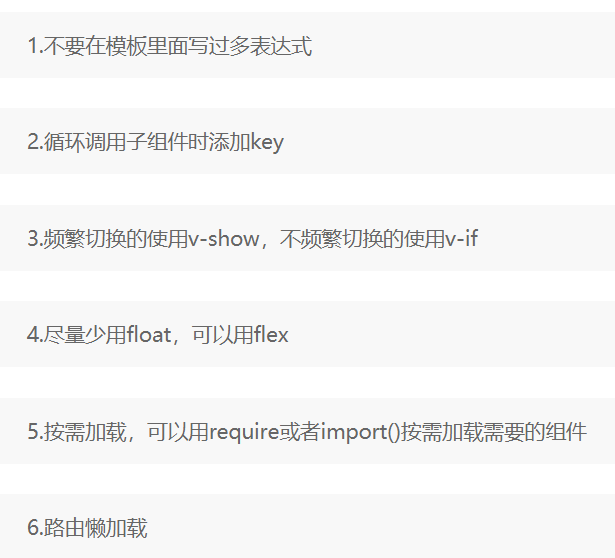 1.不要在模板里面写过多表达式
2.循环调用子组件时添加key
3.频繁切换的使用v-show，不频繁切换的使用v-if
4.尽量少用float，可以用flex
5.按需加载，可以用require或者import()按需加载需要的组件
6.路由懒加载